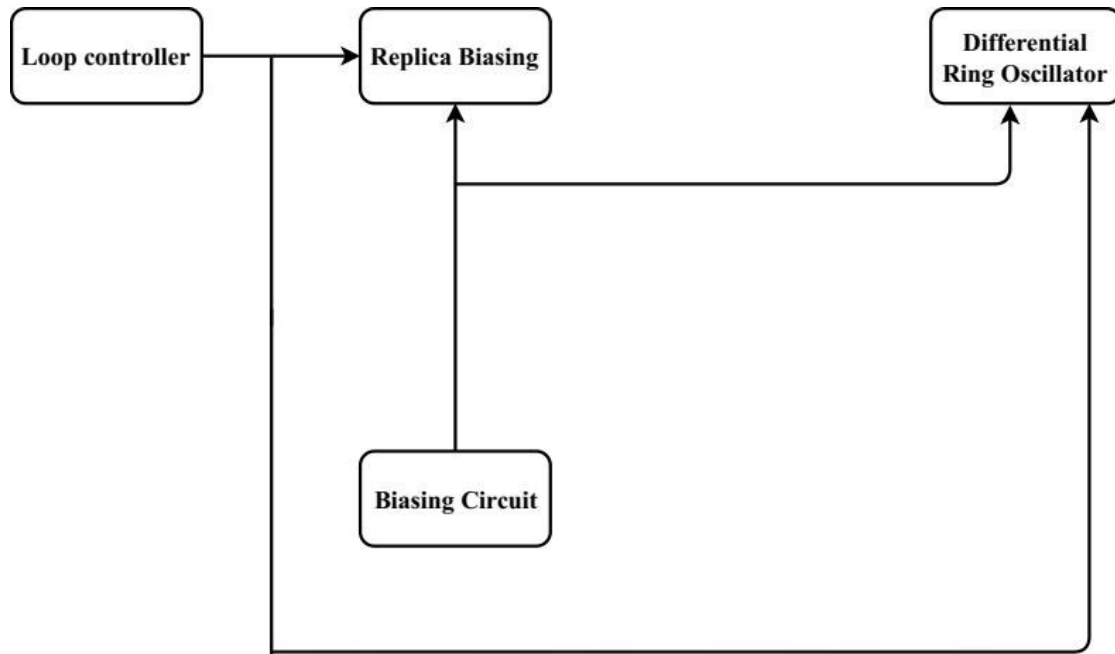 Loop controller
Replica Biasing
Differential
Ring Oscillator
Biasing Circuit